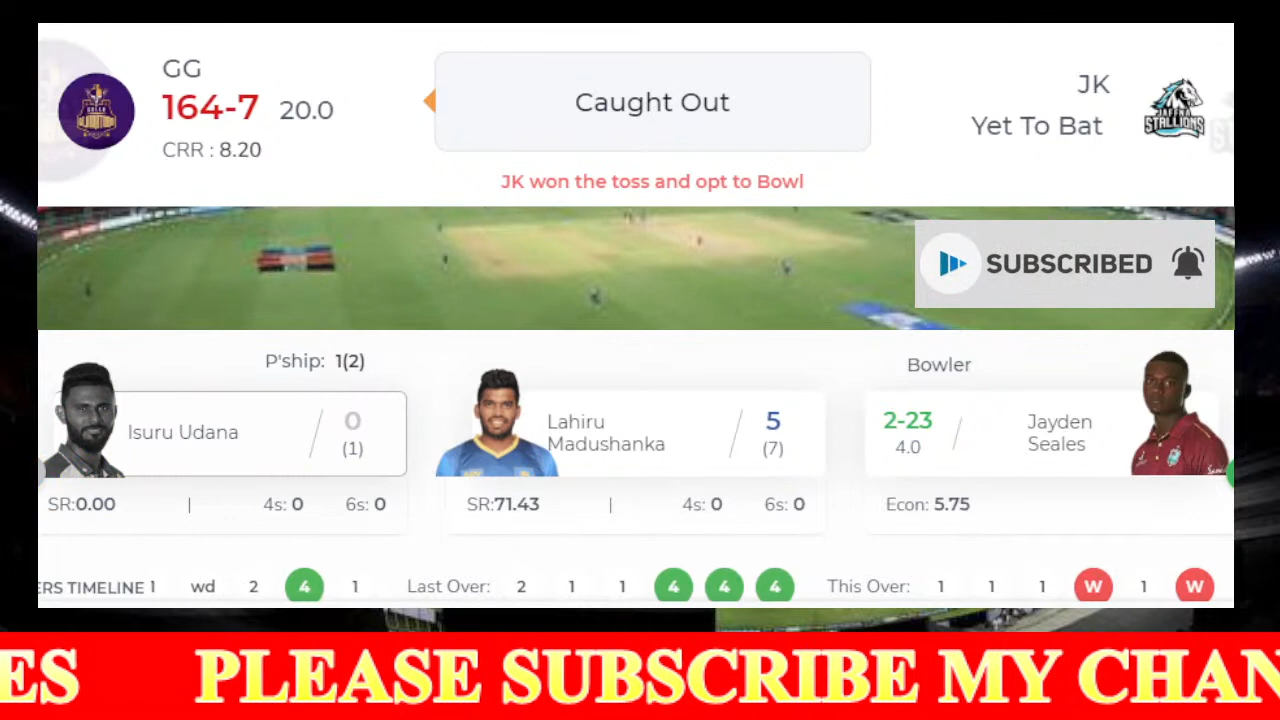 GG
164-7 20.0
CRR : 8.20
Caught Out
JK won the toss and opt to Bowl
JK
Yet To Bat
JAFFNA
STALLIONS
SUBSCRIBED
P'ship: 1(2)
Isuru Udana 0
(1)
SR:0.00 | 4s: 0 6s: 0
Lahiru
Madushanka
5
(7)
SR:71.43 | 4s: 0 6s: 0
Bowler
2-23
4.0
Jayden
Seales
Econ: 5.75
ERS TIMELINE 1 wd 2 4 1 Last Over: 2 1 1 4 4 4 This Over: 1 1 1 W 1 W
ES PLEASE SUBSCRIBE MY CHAN